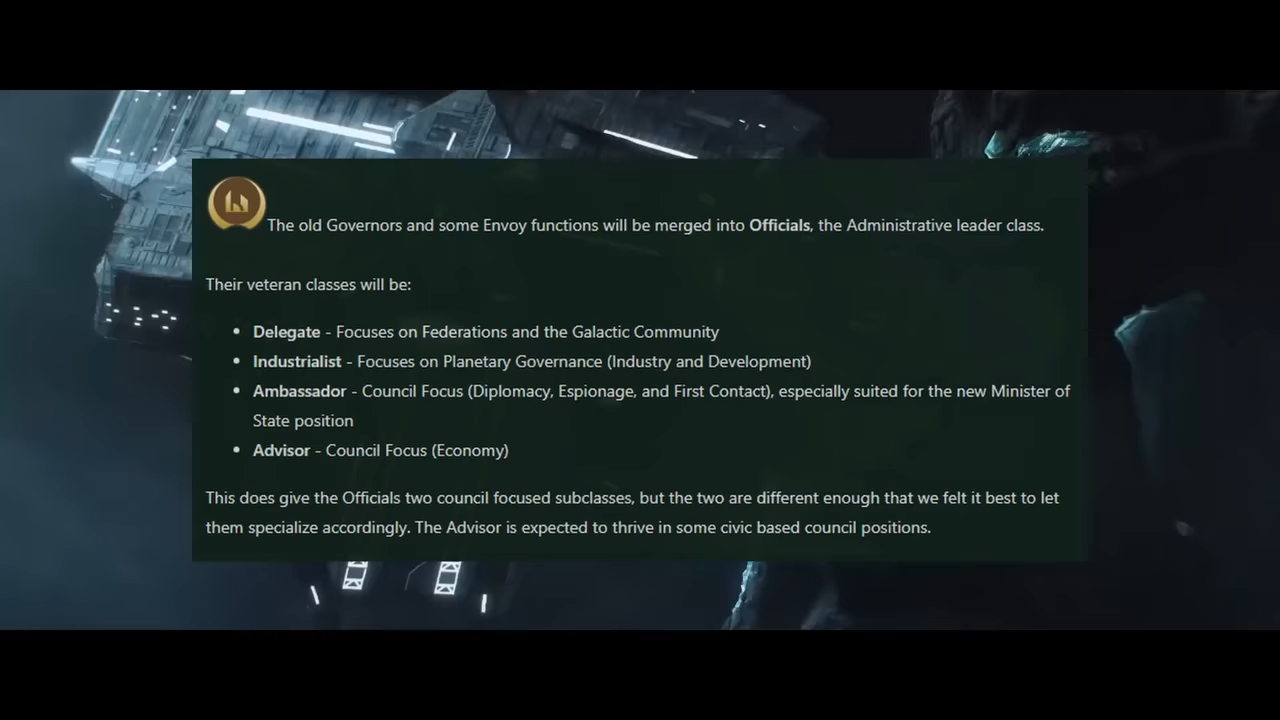 The old Governors and some Envoy functions will be merged into Officials, the Administrative leader class.
Their veteran classes will be:
• Delegate - Focuses on Federations and the Galactic Community
• Industrialist - Focuses on Planetary Governance (Industry and Development)
• Ambassador - Council Focus (Diplomacy, Espionage, and First Contact), especially suited for the new Minister of
State position
• Advisor - Council Focus (Economy)
This does give the Officials two council focused subclasses, but the two are different enough that we felt it best to let
them specialize accordingly. The Advisor is expected to thrive in some civic based council positions.